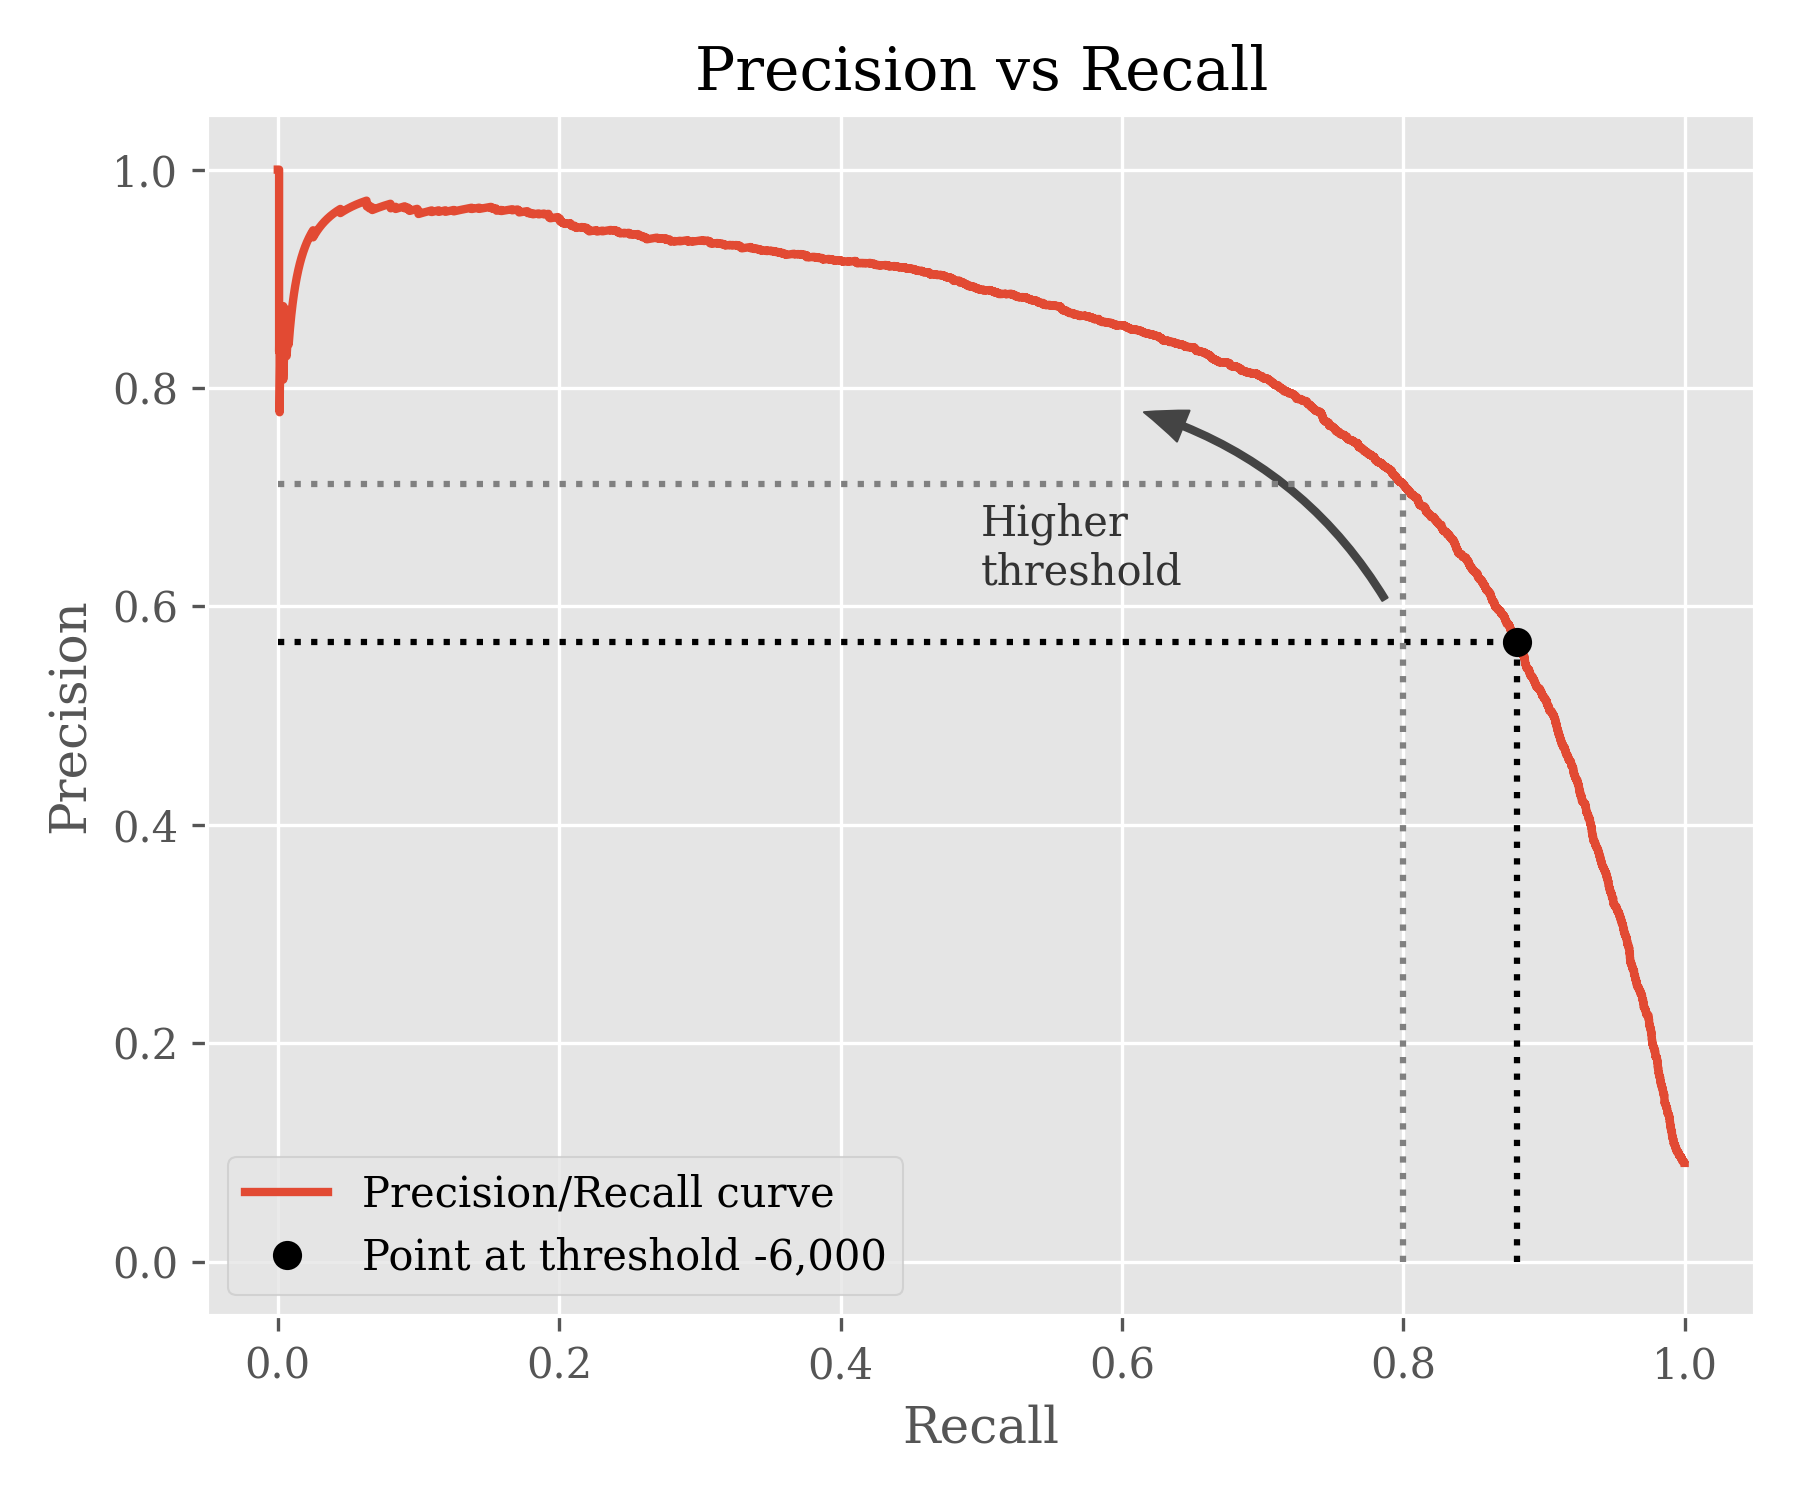 Precision vs Recall
1.0
0.8
0.6
0.4
0.2
0.0
Precision
Higher
threshold
Precision/Recall curve
Point at threshold -6,000
0.0 0.2 0.4 0.6 0.8 1.0
Recall